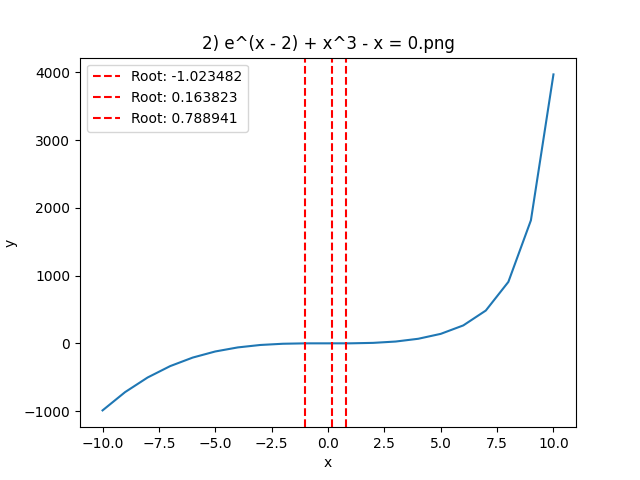 2) e^(x - 2) + x^3 - x = 0.png
Root: -1.023482
Root: 0.163823
Root: 0.788941
4000
3000
2000
1000
0
−1000
y
−10.0 −7.5 −5.0 −2.5 0.0 2.5 5.0 7.5 10.0
x